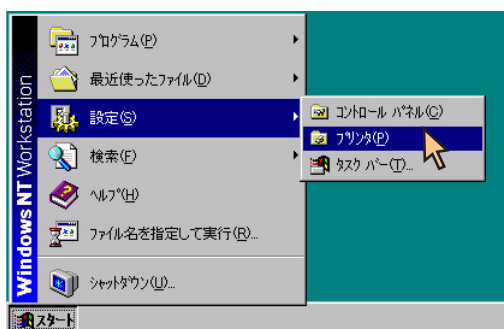 Windows NT Workstation
ﾌﾟﾛｸﾞﾗﾑ(P)
最近使ったﾌｧｲﾙ(D)
設定(S)
検索(F)
ﾍﾙﾌﾟ(H)
ﾌｧｲﾙ名を指定して実行(R)...
ｼｬｯﾄﾀﾞｳﾝ(U)...
ｺﾝﾄﾛｰﾙ ﾊﾟﾈﾙ(C)
ﾌﾟﾘﾝﾀ(P)
ﾀｽｸ ﾊﾞｰ(T)...
ｽﾀｰﾄ